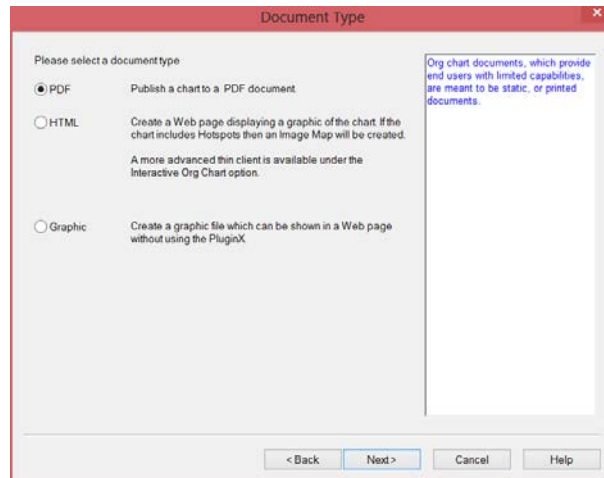 Document Type
×
Please select a document type
PDF
Publish a chart to a PDF document.
HTML
Create a Web page displaying a graphic of the chart. If the
chart includes Hotspots then an Image Map will be created.
A more advanced thin client is available under the
Interactive Org Chart option.
Graphic
Create a graphic file which can be shown in a Web page
without using the PluginX.
Org chart documents, which provide
end users with limited capabilities,
are meant to be static, or printed
documents.
< Back
Next >
Cancel
Help